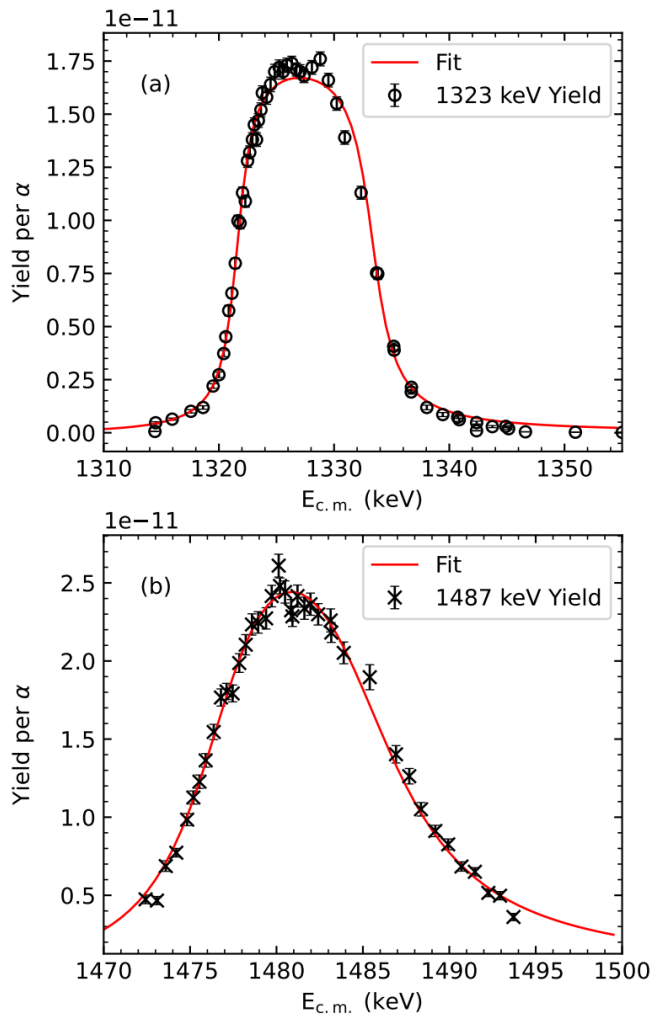 1e−11
(a)
Fit
1323 keV Yield
Yield per α
1.75
1.50
1.25
1.00
0.75
0.50
0.25
0.00
1310 1320 1330 1340 1350
E_c.m. (keV)
1e−11
(b)
Fit
1487 keV Yield
Yield per α
2.5
2.0
1.5
1.0
0.5
1470 1475 1480 1485 1490 1495 1500
E_c.m. (keV)